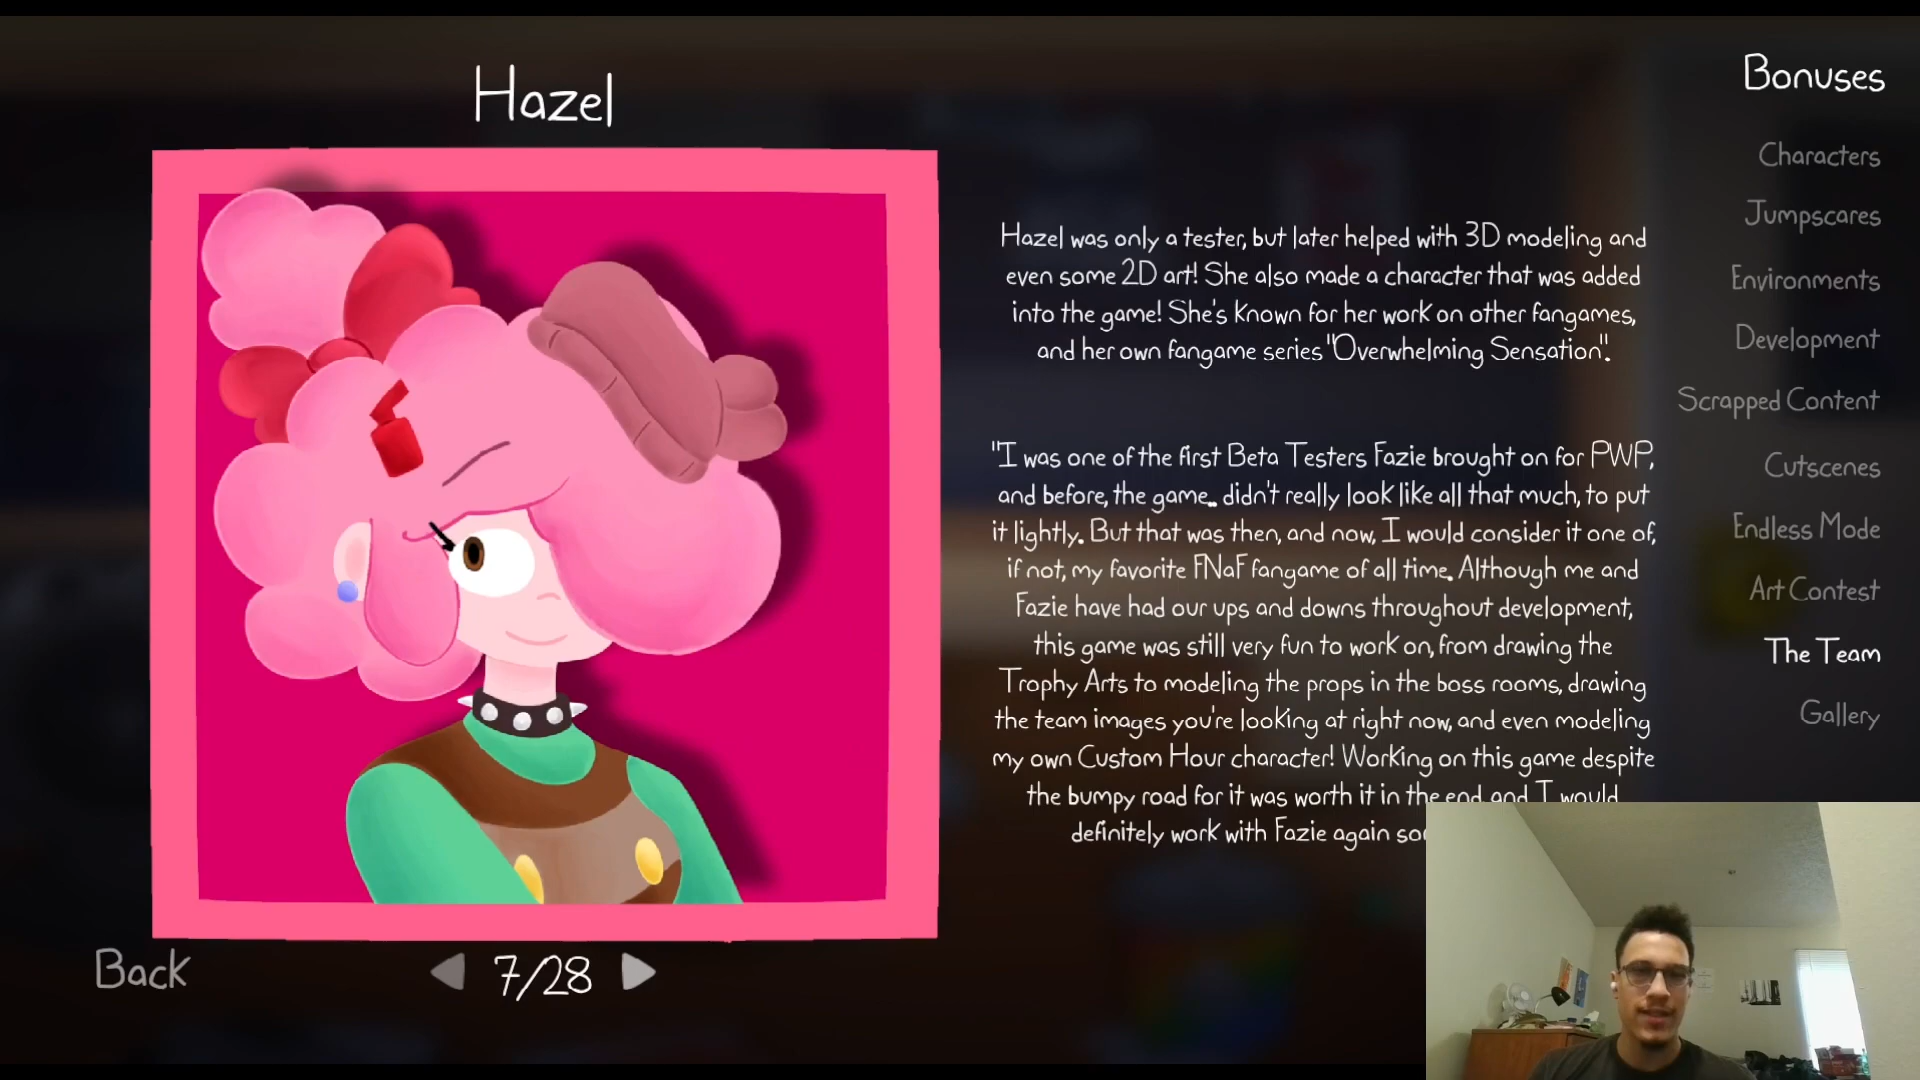 Hazel
Hazel was only a tester, but later helped with 3D modeling and
even some 2D art! She also made a character that was added
into the game! She's known for her work on other fangames,
and her own fangame series "Overwhelming Sensation".
"I was one of the first Beta Testers Fazie brought on for PWP,
and before, the game.. didn't really look like all that much, to put
it lightly. But that was then, and now, I would consider it one of,
if not, my favorite FNaF fangame of all time. Although me and
Fazie have had our ups and downs throughout development,
this game was still very fun to work on, from drawing the
Trophy Arts to modeling the props in the boss rooms, drawing
the team images you're looking at right now, and even modeling
my own Custom Hour character! Working on this game despite
the bumpy road for it was worth it in the end and I would
definitely work with Fazie again
Back
7/28
Bonuses
Characters
Jumpscares
Environments
Development
Scrapped Content
Cutscenes
Endless Mode
Art Contest
The Team
Gallery